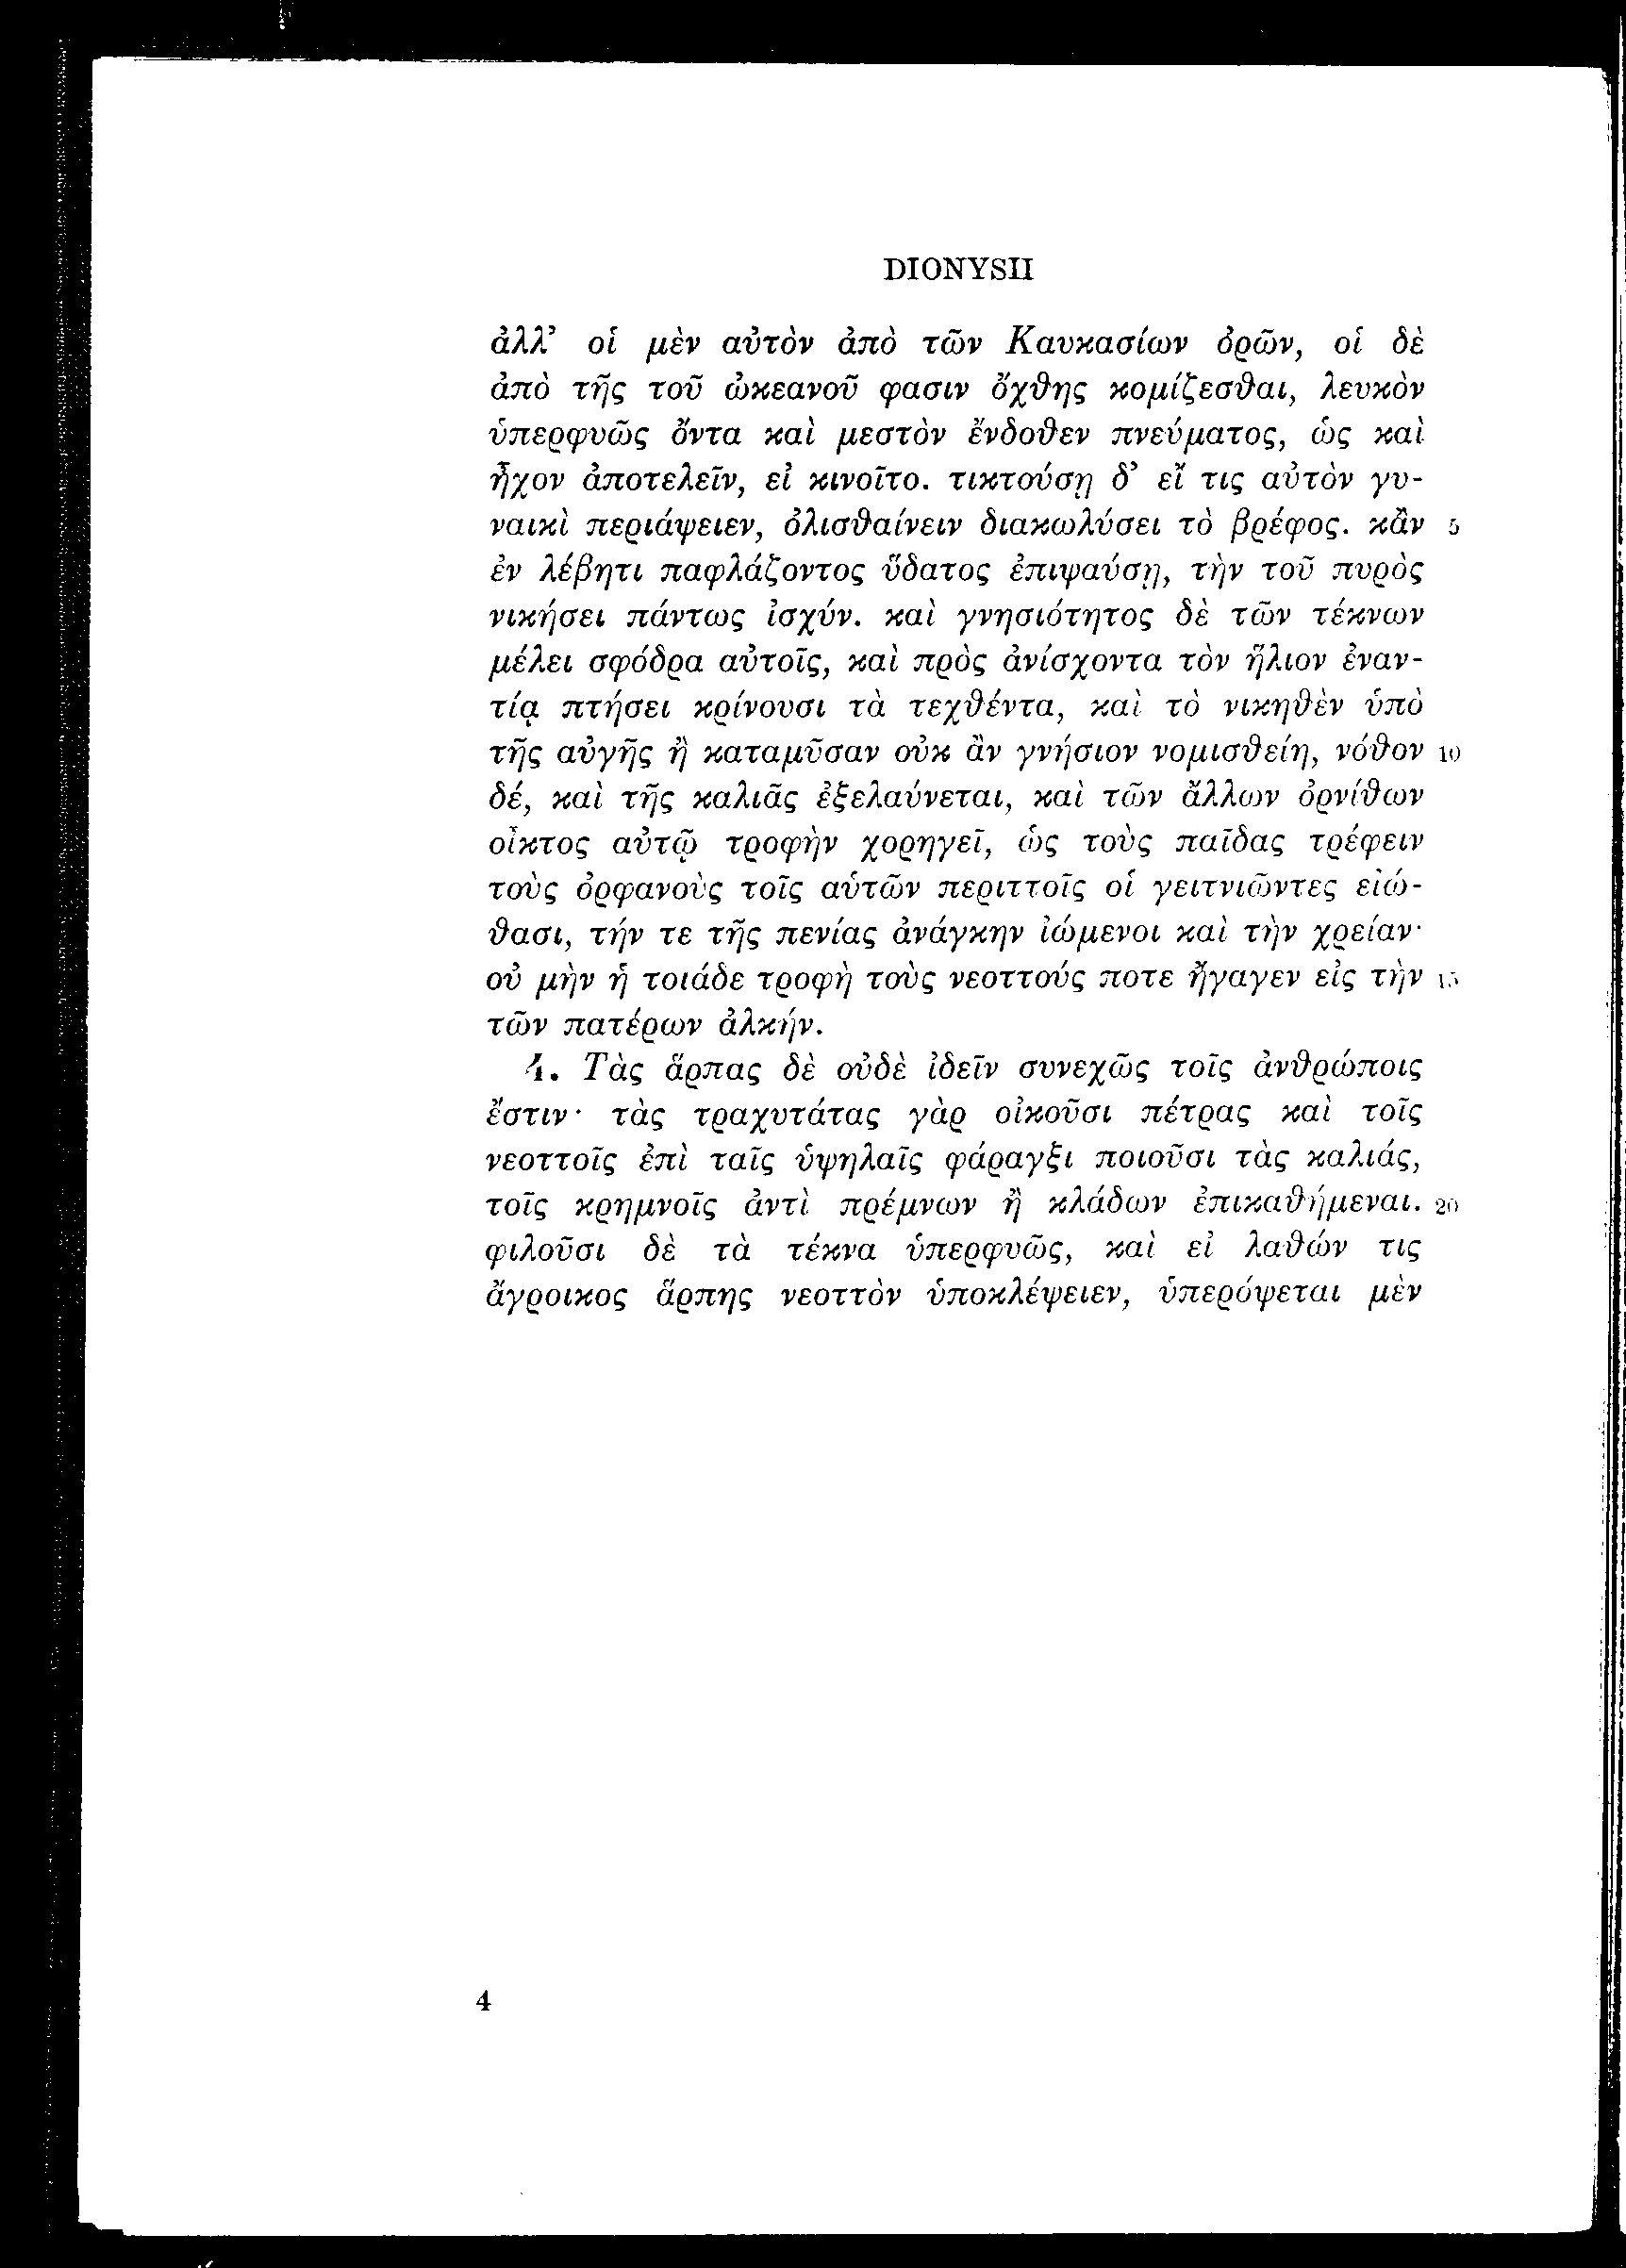 DIONYSII
ἀλλ’ οἱ μὲν αὐτὸν ἀπὸ τῶν Καυκασίων ὀρῶν, οἱ δὲ
ἀπὸ τῆς τοῦ ὠκεανοῦ φασιν ὄχθης κομίζεσθαι, λευκὸν
ὑπερφυῶς ὄντα καὶ μεστὸν ἔνδοθεν πνεύματος, ὡς καὶ
ἦχον ἀποτελεῖν, εἰ κινοῖτο. τικτούσῃ δ’ εἴ τις αὐτὸν γυ-
ναικὶ περιάψειεν, ὀλισθαίνειν διακωλύσει τὸ βρέφος. κἂν 5
ἐν λέβητι παφλάζοντος ὕδατος ἐπιψαύσῃ, τὴν τοῦ πυρὸς
νικήσει πάντως ἰσχύν. καὶ γνησιότητος δὲ τῶν τέκνων
μέλει σφόδρα αὐτοῖς, καὶ πρὸς ἀνίσχοντα τὸν ἥλιον ἐναν-
τίᾳ πτήσει κρίνουσι τὰ τεχθέντα, καὶ τὸ νικηθὲν ὑπὸ
τῆς αὐγῆς ἢ καταμῦσαν οὐκ ἂν γνήσιον νομισθείη, νόθον 10
δέ, καὶ τῆς καλιᾶς ἐξελαύνεται, καὶ τῶν ἄλλων ὀρνίθων
οἶκτος αὐτῷ τροφὴν χορηγεῖ, ὡς τοὺς παῖδας τρέφειν
τοὺς ὀρφανοὺς τοῖς αὑτῶν περιττοῖς οἱ γειτνιῶντες εἰώ-
θασι, τήν τε τῆς πενίας ἀνάγκην ἰώμενοι καὶ τὴν χρείαν·
οὐ μὴν ἡ τοιάδε τροφὴ τοὺς νεοττούς ποτε ἤγαγεν εἰς τὴν 15
τῶν πατέρων ἀλκήν.
4. Τὰς ἅρπας δὲ οὐδὲ ἰδεῖν συνεχῶς τοῖς ἀνθρώποις
ἔστιν· τὰς τραχυτάτας γὰρ οἰκοῦσι πέτρας καὶ τοῖς
νεοττοῖς ἐπὶ ταῖς ὑψηλαῖς φάραγξι ποιοῦσι τὰς καλιάς,
τοῖς κρημνοῖς ἀντὶ πρέμνων ἢ κλάδων ἐπικαθήμεναι. 20
φιλοῦσι δὲ τὰ τέκνα ὑπερφυῶς, καὶ εἰ λαθών τις
ἄγροικος ἅρπης νεοττὸν ὑποκλέψειεν, ὑπερόψεται μὲν
4